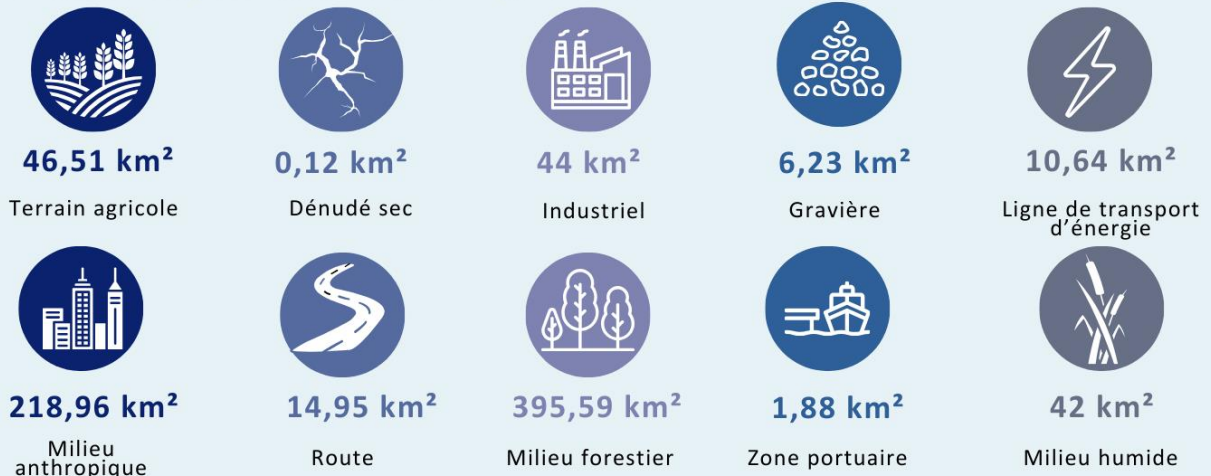 46,51 km²
Terrain agricole
0,12 km²
Dénudé sec
44 km²
Industriel
6,23 km²
Gravière
10,64 km²
Ligne de transport
d’énergie
218,96 km²
Milieu
anthropique
14,95 km²
Route
395,59 km²
Milieu forestier
1,88 km²
Zone portuaire
42 km²
Milieu humide